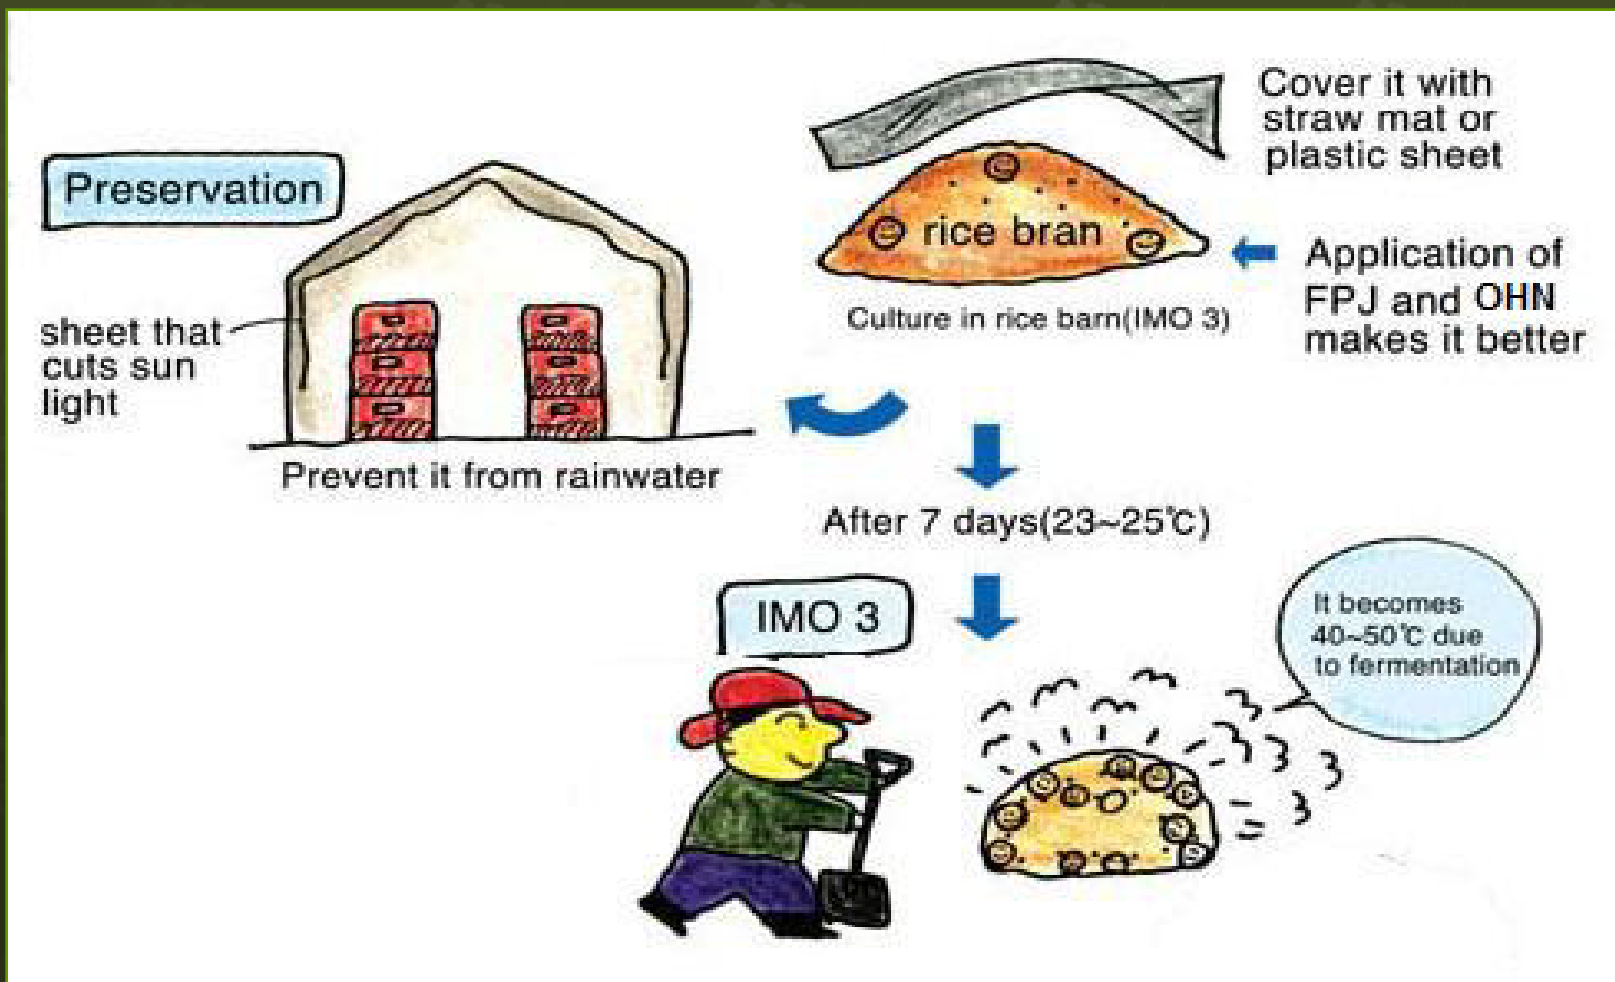 Preservation
sheet that
cuts sun
light
Prevent it from rainwater
Cover it with
straw mat or
plastic sheet
rice bran
Application of
FPJ and OHN
makes it better
Culture in rice barn(IMO 3)
After 7 days(23~25℃)
IMO 3
It becomes
40~50℃ due
to fermentation